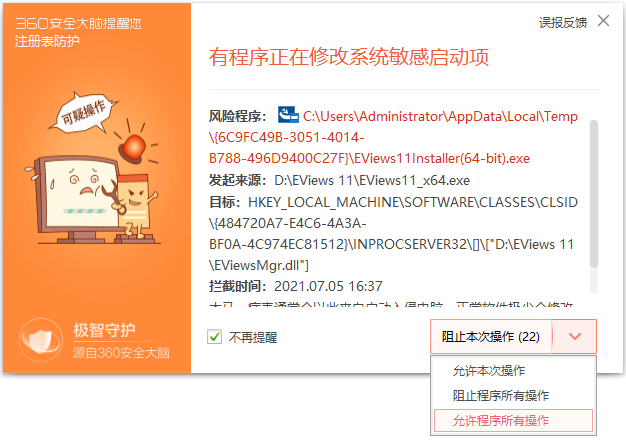 360安全大脑提醒您
注册表防护
误报反馈
有程序正在修改系统敏感启动项
可疑操作
风险程序： C:\Users\Administrator\AppData\Local\Temp
\{6C9FC49B-3051-4014-
B788-496D9400C27F}\EViews11Installer(64-bit).exe
发起来源：D:\EViews 11\EViews11_x64.exe
目标：HKEY_LOCAL_MACHINE\SOFTWARE\CLASSES\CLSID
\{484720A7-E4C6-4A3A-
BF0A-4C974EC81512}\INPROCSERVER32\[]\["D:\EViews 11
\EViewsMgr.dll"]
拦截时间：2021.07.05 16:37
极智守护
源自360安全大脑
不再提醒
阻止本次操作 (22)
允许本次操作
阻止程序所有操作
允许程序所有操作